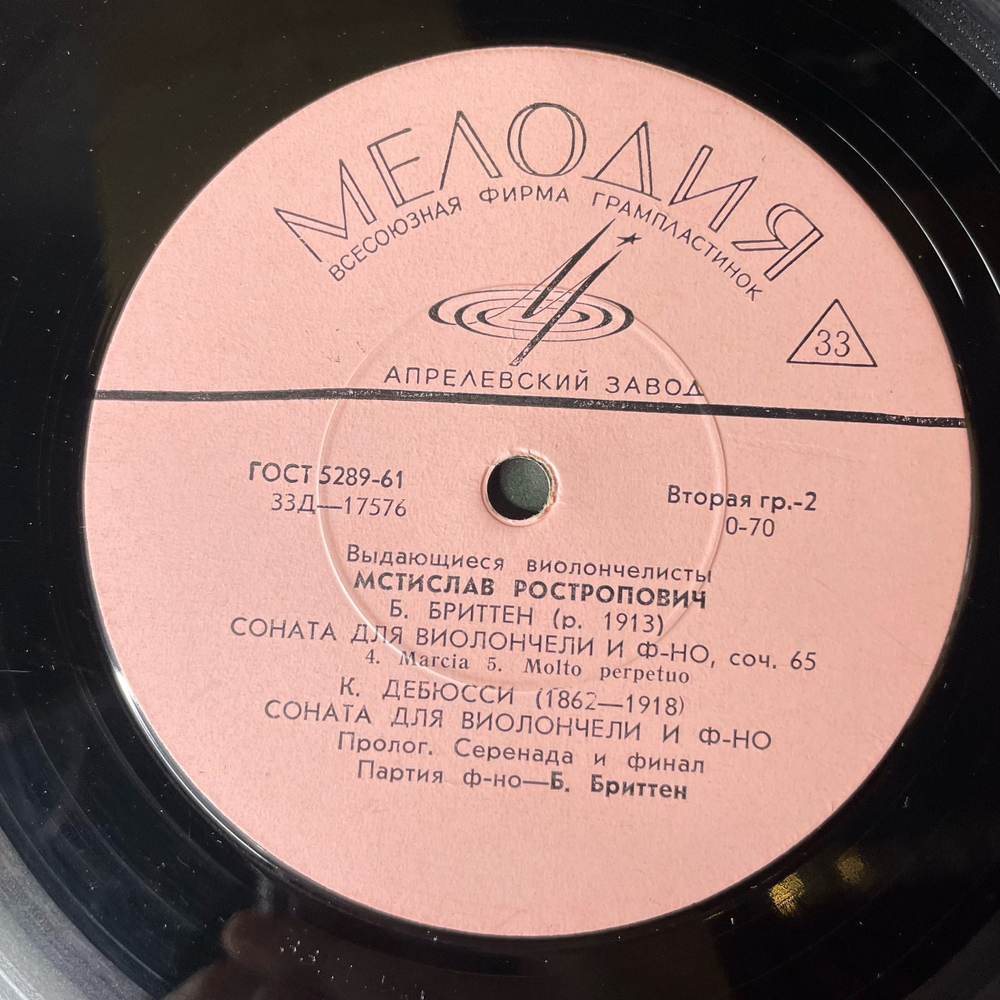 МЕЛОДИЯ
ВСЕСОЮЗНАЯ ФИРМА ГРАМПЛАСТИНОК
33
АПРЕЛЕВСКИЙ ЗАВОД
ГОСТ 5289-61
33Д—17576
Вторая гр.-2
0-70
Выдающиеся виолончелисты
МСТИСЛАВ РОСТРОПОВИЧ
Б. БРИТТЕН (р. 1913)
СОНАТА ДЛЯ ВИОЛОНЧЕЛИ И Ф-НО, соч. 65
4. Marcia 5. Molto perpetuo
К. ДЕБЮССИ (1862—1918)
СОНАТА ДЛЯ ВИОЛОНЧЕЛИ И Ф-НО
Пролог. Серенада и финал
Партия ф-но—Б. Бриттен